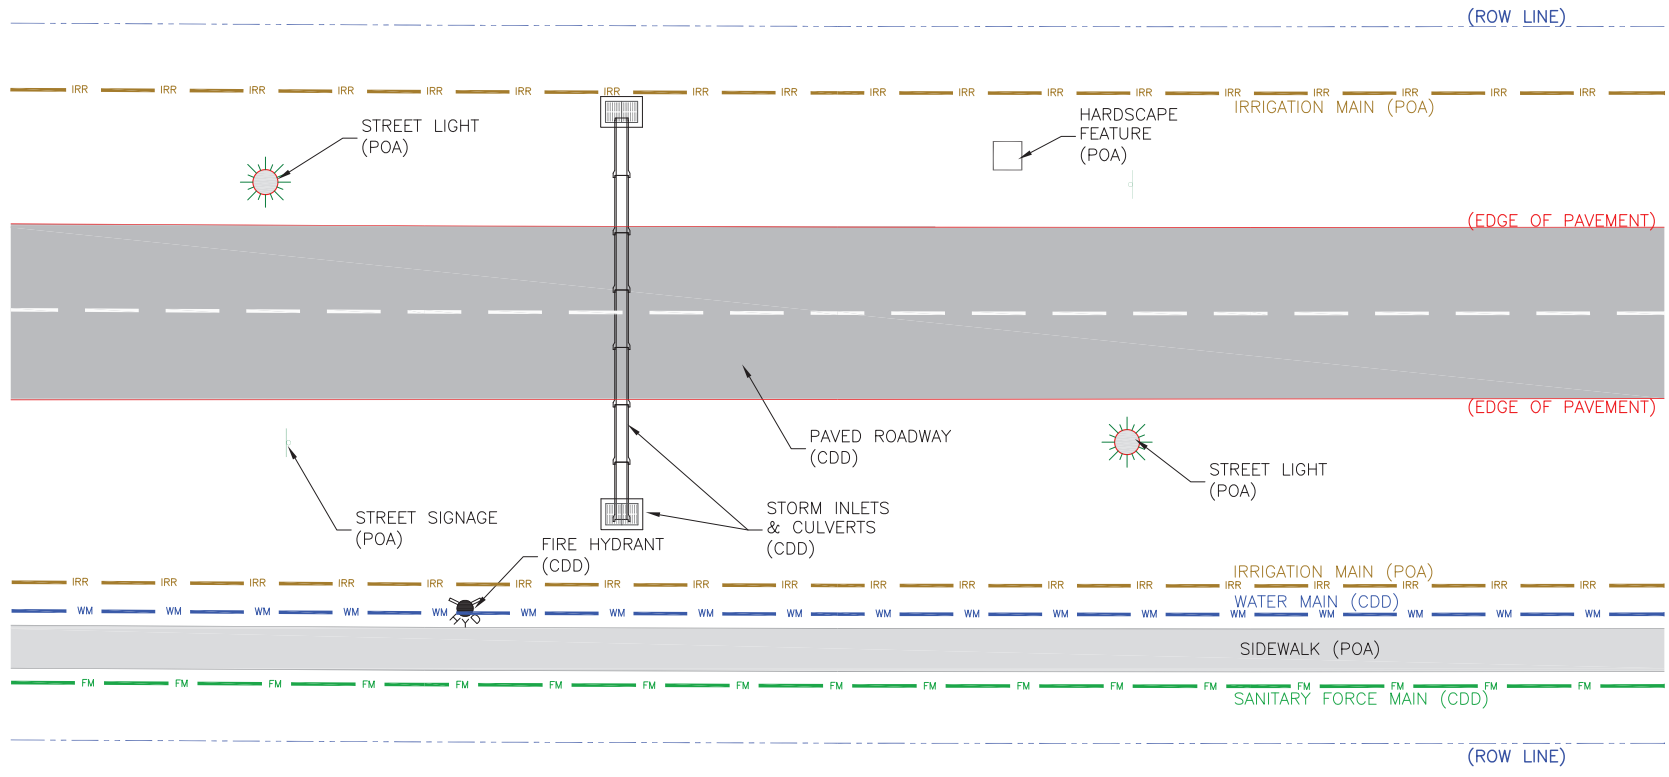 (ROW LINE)
IRR IRR IRR IRR IRR IRR IRR IRR IRR IRR IRR IRR IRR IRR IRR IRR IRR IRR
IRRIGATION MAIN (POA)
STREET LIGHT
(POA)
HARDSCAPE
FEATURE
(POA)
(EDGE OF PAVEMENT)
(EDGE OF PAVEMENT)
PAVED ROADWAY
(CDD)
STREET LIGHT
(POA)
STREET SIGNAGE
(POA)
STORM INLETS
& CULVERTS
(CDD)
FIRE HYDRANT
(CDD)
IRRIGATION MAIN (POA)
IRR IRR IRR IRR IRR IRR IRR IRR IRR IRR IRR IRR IRR IRR IRR IRR IRR IRR
WATER MAIN (CDD)
WM WM WM WM WM WM WM WM WM WM WM WM WM WM WM WM WM WM
HYD
SIDEWALK (POA)
FM FM FM FM FM FM FM FM FM FM FM FM FM FM FM FM FM
SANITARY FORCE MAIN (CDD)
(ROW LINE)